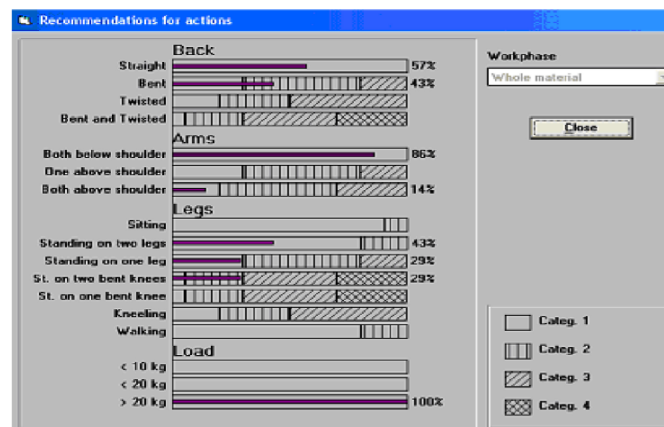 Recommendations for actions
Back
Straight 57%
Bent 43%
Twisted
Bent and Twisted
Arms
Both below shoulder 86%
One above shoulder
Both above shoulder 14%
Legs
Sitting
Standing on two legs 43%
Standing on one leg 29%
St. on two bent knees 29%
St. on one bent knee
Kneeling
Walking
Load
< 10 kg
< 20 kg
> 20 kg 100%
Workphase
Whole material
Close
Categ. 1
Categ. 2
Categ. 3
Categ. 4